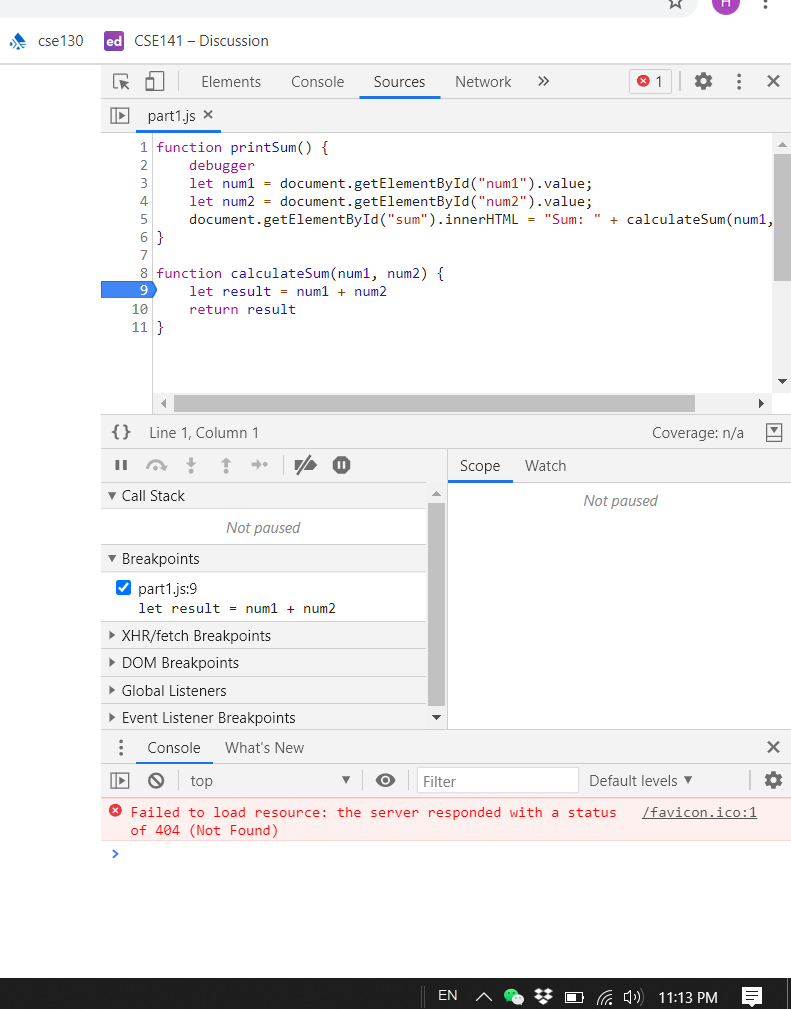 H
cse130 ed CSE141 – Discussion
Elements Console Sources Network » 1
part1.js ×
1 function printSum() {
2 debugger
3 let num1 = document.getElementById("num1").value;
4 let num2 = document.getElementById("num2").value;
5 document.getElementById("sum").innerHTML = "Sum: " + calculateSum(num1,
6 }
7
8 function calculateSum(num1, num2) {
9 let result = num1 + num2
10 return result
11 }
{} Line 1, Column 1 Coverage: n/a
Scope Watch
Call Stack
Not paused
Not paused
Breakpoints
part1.js:9
let result = num1 + num2
XHR/fetch Breakpoints
DOM Breakpoints
Global Listeners
Event Listener Breakpoints
Console What's New
top Filter Default levels
Failed to load resource: the server responded with a status /favicon.ico:1
of 404 (Not Found)
>
EN 11:13 PM